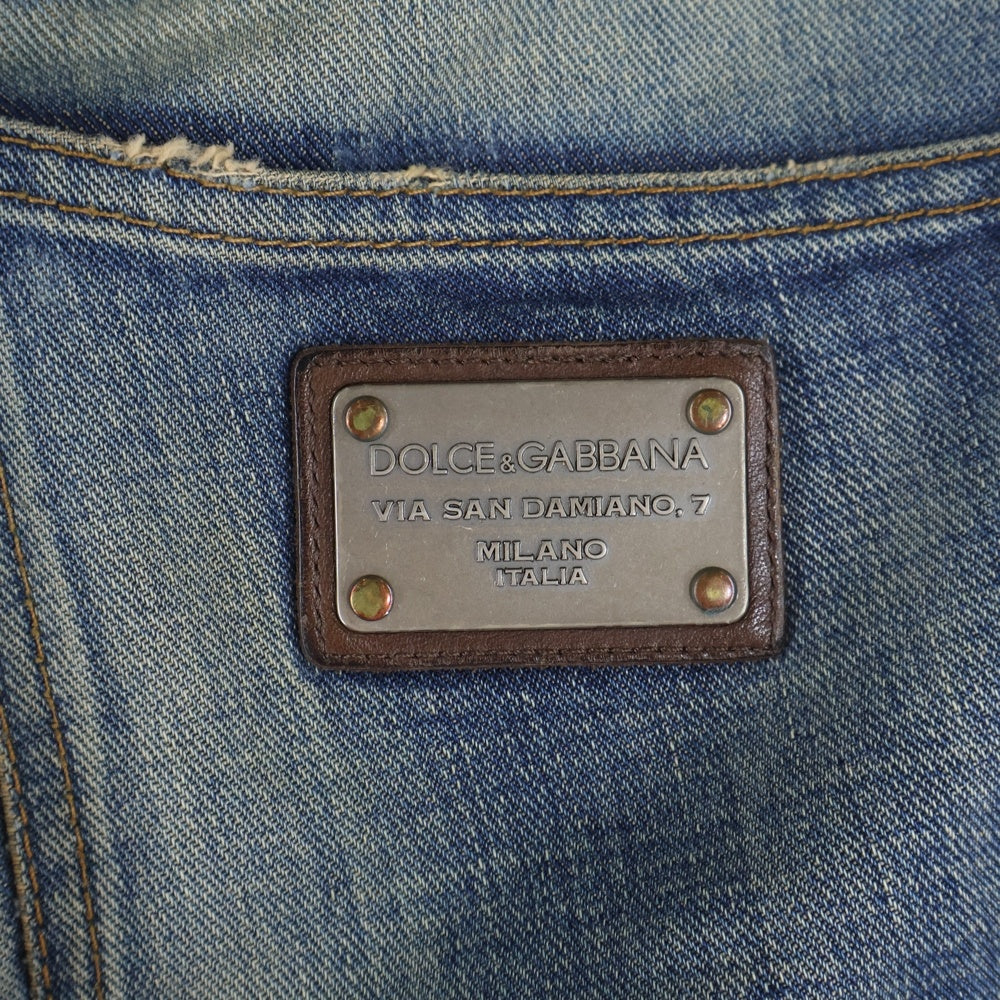 DOLCE&GABBANA
VIA SAN DAMIANO, 7
MILANO
ITALIA